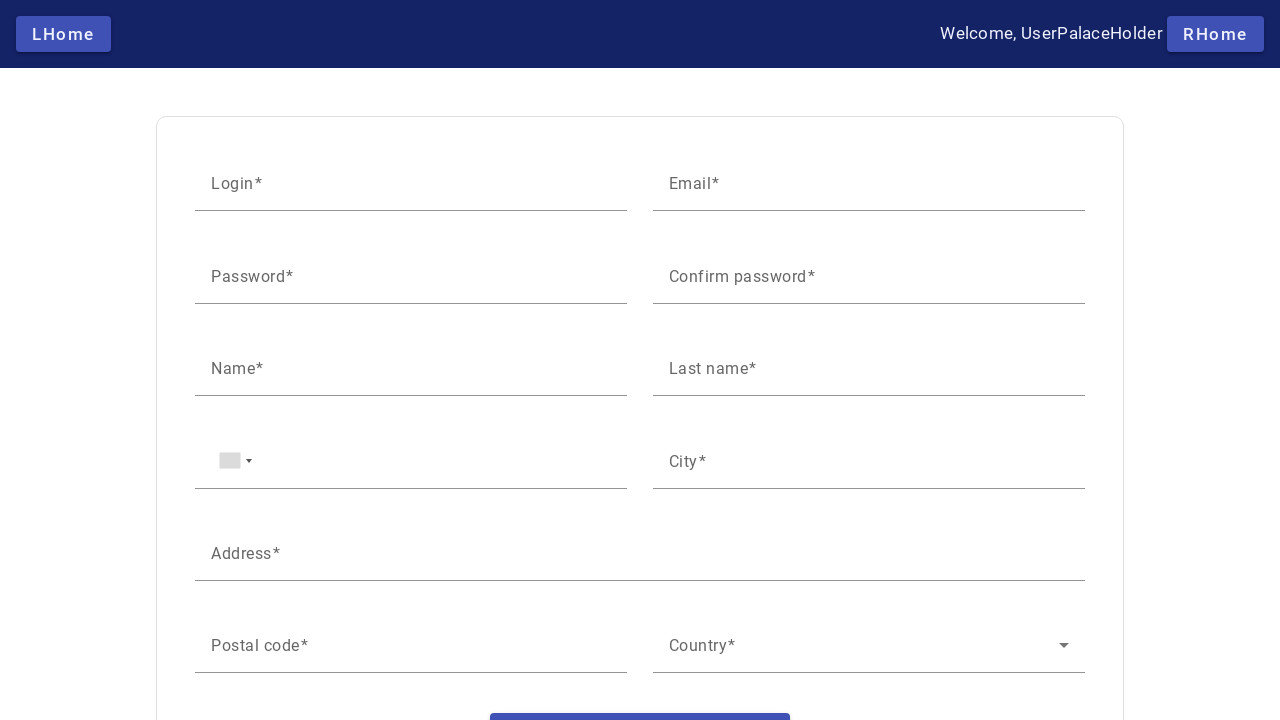 LHome
Welcome, UserPalaceHolder RHome
Login*
Email*
Password*
Confirm password*
Name*
Last name*
City*
Address*
Postal code*
Country*